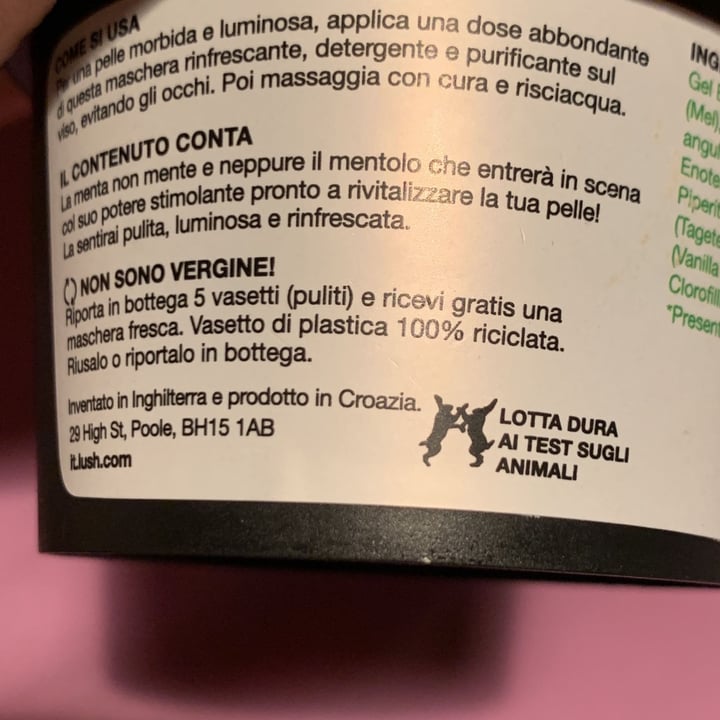 COME SI USA
Per una pelle morbida e luminosa, applica una dose abbondante
di questa maschera rinfrescante, detergente e purificante sul
viso, evitando gli occhi. Poi massaggia con cura e risciacqua.
IL CONTENUTO CONTA
La menta non mente e neppure il mentolo che entrerà in scena
col suo potere stimolante pronto a rivitalizzare la tua pelle!
La sentirai pulita, luminosa e rinfrescata.
NON SONO VERGINE!
Riporta in bottega 5 vasetti (puliti) e ricevi gratis una
maschera fresca. Vasetto di plastica 100% riciclata.
Riusalo o riportalo in bottega.
Inventato in Inghilterra e prodotto in Croazia.
29 High St, Poole, BH15 1AB
it.lush.com
LOTTA DURA
AI TEST SUGLI
ANIMALI
ING
Gel
(Mel)
angu
Enote
Piperit
(Tagete
(Vanilla
Clorofil
*Present